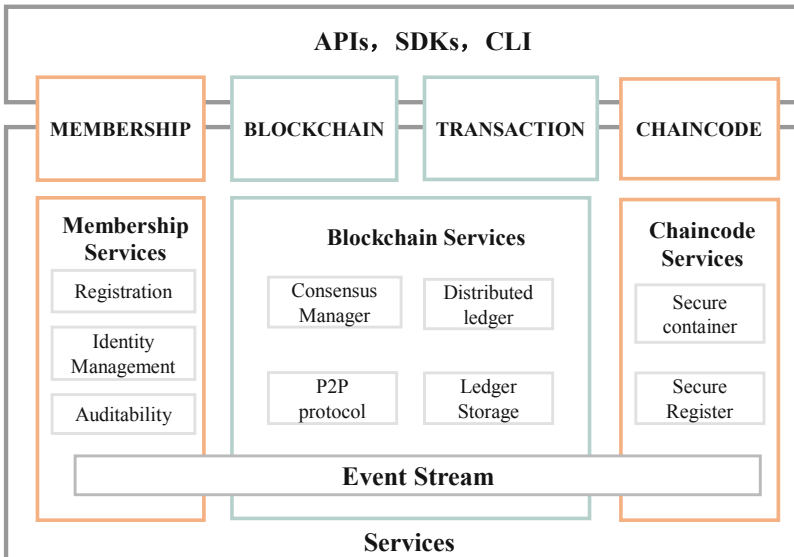 APIs，SDKs，CLI
MEMBERSHIP
BLOCKCHAIN
TRANSACTION
CHAINCODE
Membership
Services
Registration
Identity
Management
Auditability
Blockchain Services
Consensus
Manager
Distributed
ledger
P2P
protocol
Ledger
Storage
Chaincode
Services
Secure
container
Secure
Register
Event Stream
Services